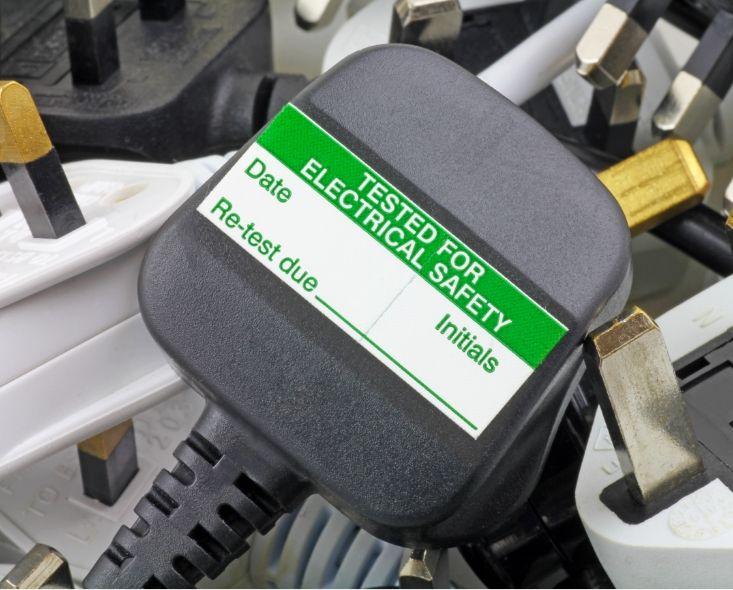 TESTED FOR
ELECTRICAL SAFETY
Date
Initials
Re-test due